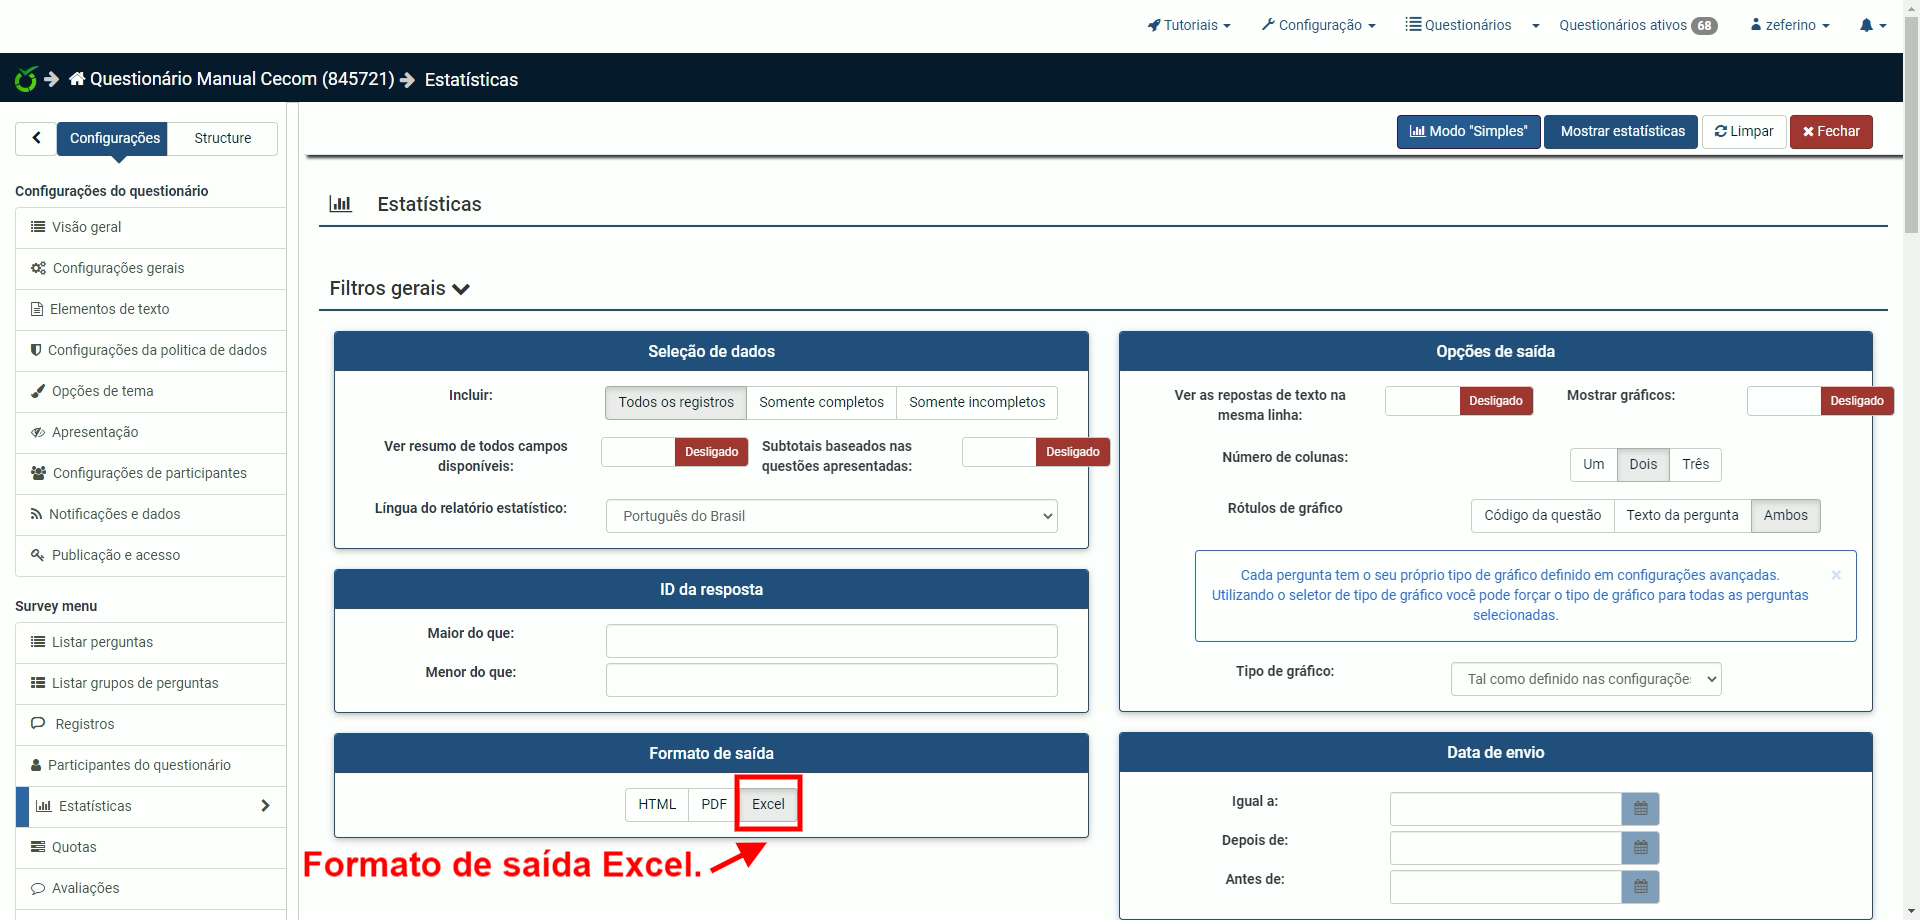 Tutoriais
Configuração
Questionários
Questionários ativos 68
zeferino
Questionário Manual Cecom (845721)
Estatísticas
Configurações
Structure
Modo "Simples"
Mostrar estatísticas
Limpar
Fechar
Configurações do questionário
Visão geral
Configurações gerais
Elementos de texto
Configurações da politica de dados
Opções de tema
Apresentação
Configurações de participantes
Notificações e dados
Publicação e acesso
Survey menu
Listar perguntas
Listar grupos de perguntas
Registros
Participantes do questionário
Estatísticas
Quotas
Avaliações
Estatísticas
Filtros gerais
Seleção de dados
Incluir:
Todos os registros
Somente completos
Somente incompletos
Ver resumo de todos campos
disponíveis:
Desligado
Subtotais baseados nas
questões apresentadas:
Desligado
Língua do relatório estatístico:
Português do Brasil
ID da resposta
Maior do que:
Menor do que:
Formato de saída
HTML
PDF
Excel
Formato de saída Excel.
Opções de saída
Ver as repostas de texto na
mesma linha:
Desligado
Mostrar gráficos:
Desligado
Número de colunas:
Um
Dois
Três
Rótulos de gráfico
Código da questão
Texto da pergunta
Ambos
Cada pergunta tem o seu próprio tipo de gráfico definido em configurações avançadas.
Utilizando o seletor de tipo de gráfico você pode forçar o tipo de gráfico para todas as perguntas
selecionadas.
Tipo de gráfico:
Tal como definido nas configuraçõe
Data de envio
Igual a:
Depois de:
Antes de: